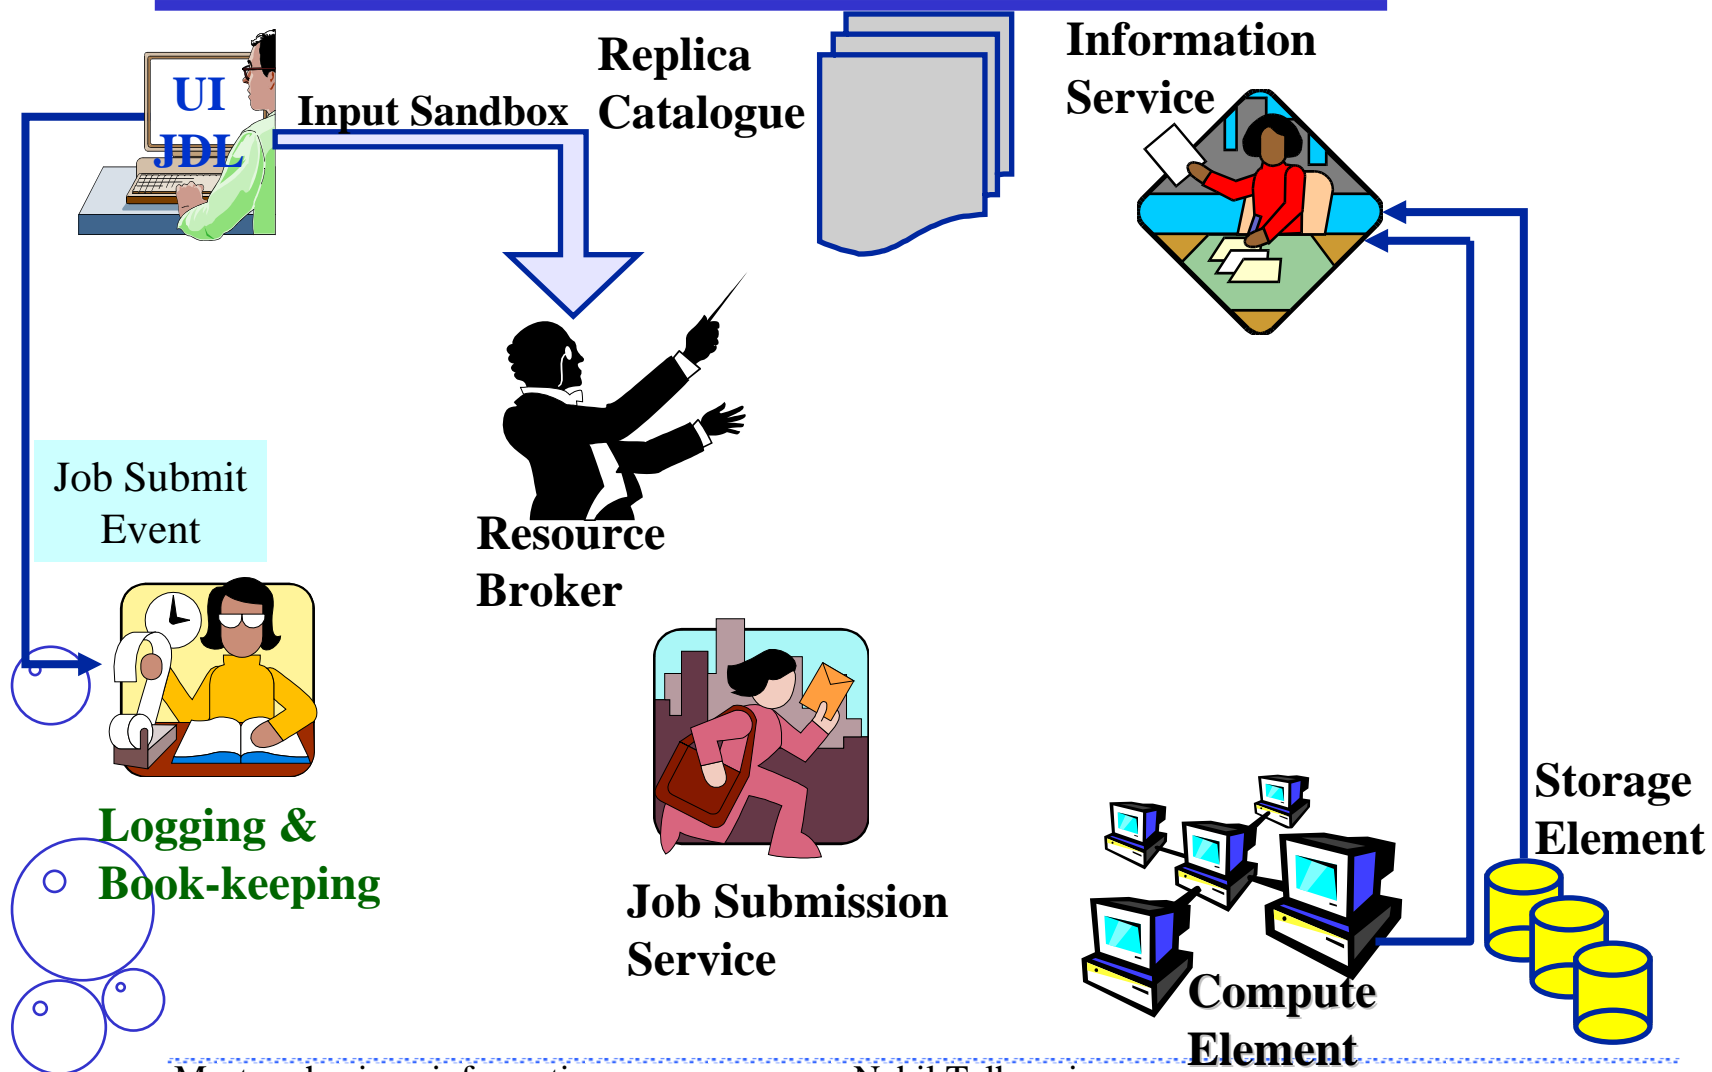 UI
JDL
Input Sandbox
Replica
Catalogue
Information
Service
Job Submit
Event
Resource
Broker
Logging &
Book-keeping
Job Submission
Service
Storage
Element
Compute
Element